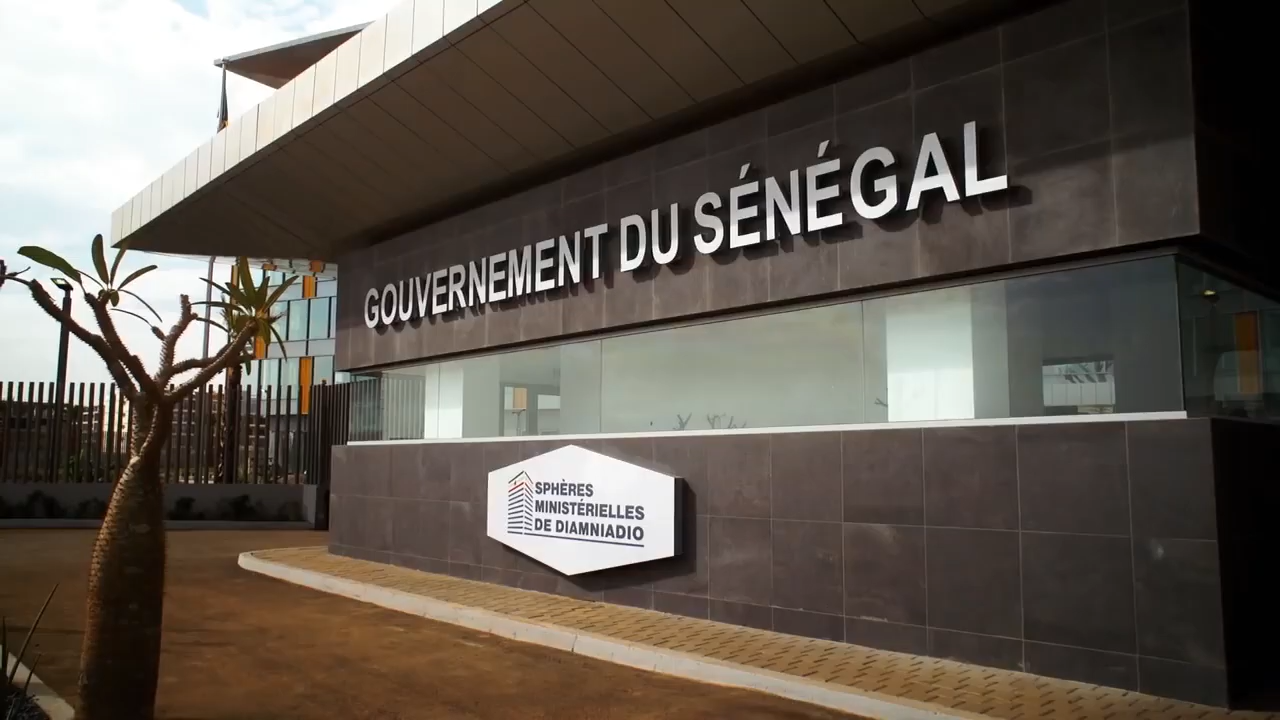 GOUVERNEMENT DU SÉNÉGAL
SPHÈRES
MINISTÉRIELLES
DE DIAMNIADIO